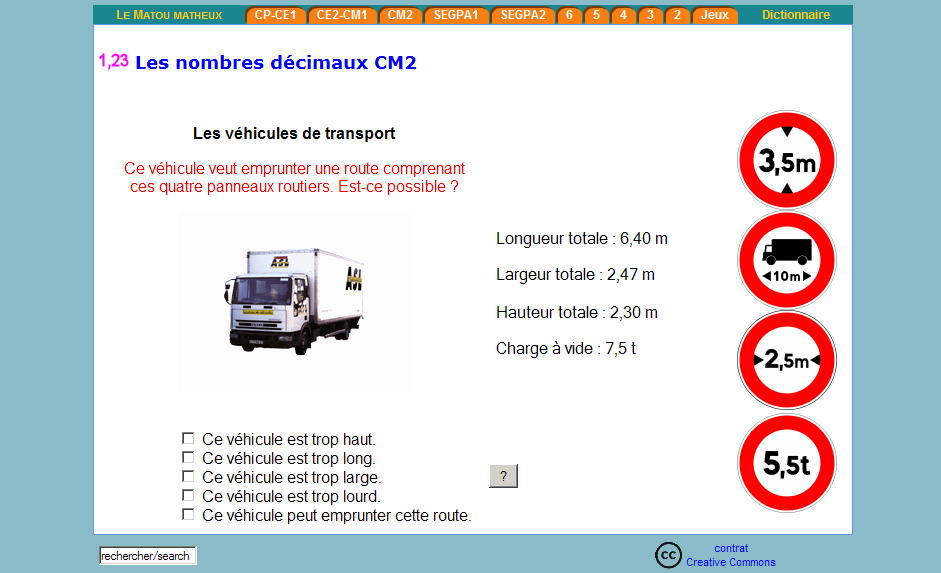 LE MATOU MATHEUX CP-CE1 CE2-CM1 CM2 SEGPA1 SEGPA2 6 5 4 3 2 Jeux Dictionnaire
1,23 Les nombres décimaux CM2
Les véhicules de transport
Ce véhicule veut emprunter une route comprenant
ces quatre panneaux routiers. Est-ce possible ?
3,5m
ASL
ASL
Longueur totale : 6,40 m
Largeur totale : 2,47 m
Hauteur totale : 2,30 m
Charge à vide : 7,5 t
10m
2,5m
5,5t
Ce véhicule est trop haut.
Ce véhicule est trop long.
Ce véhicule est trop large.
Ce véhicule est trop lourd.
Ce véhicule peut emprunter cette route.
?
rechercher/search
cc
contrat
Creative Commons